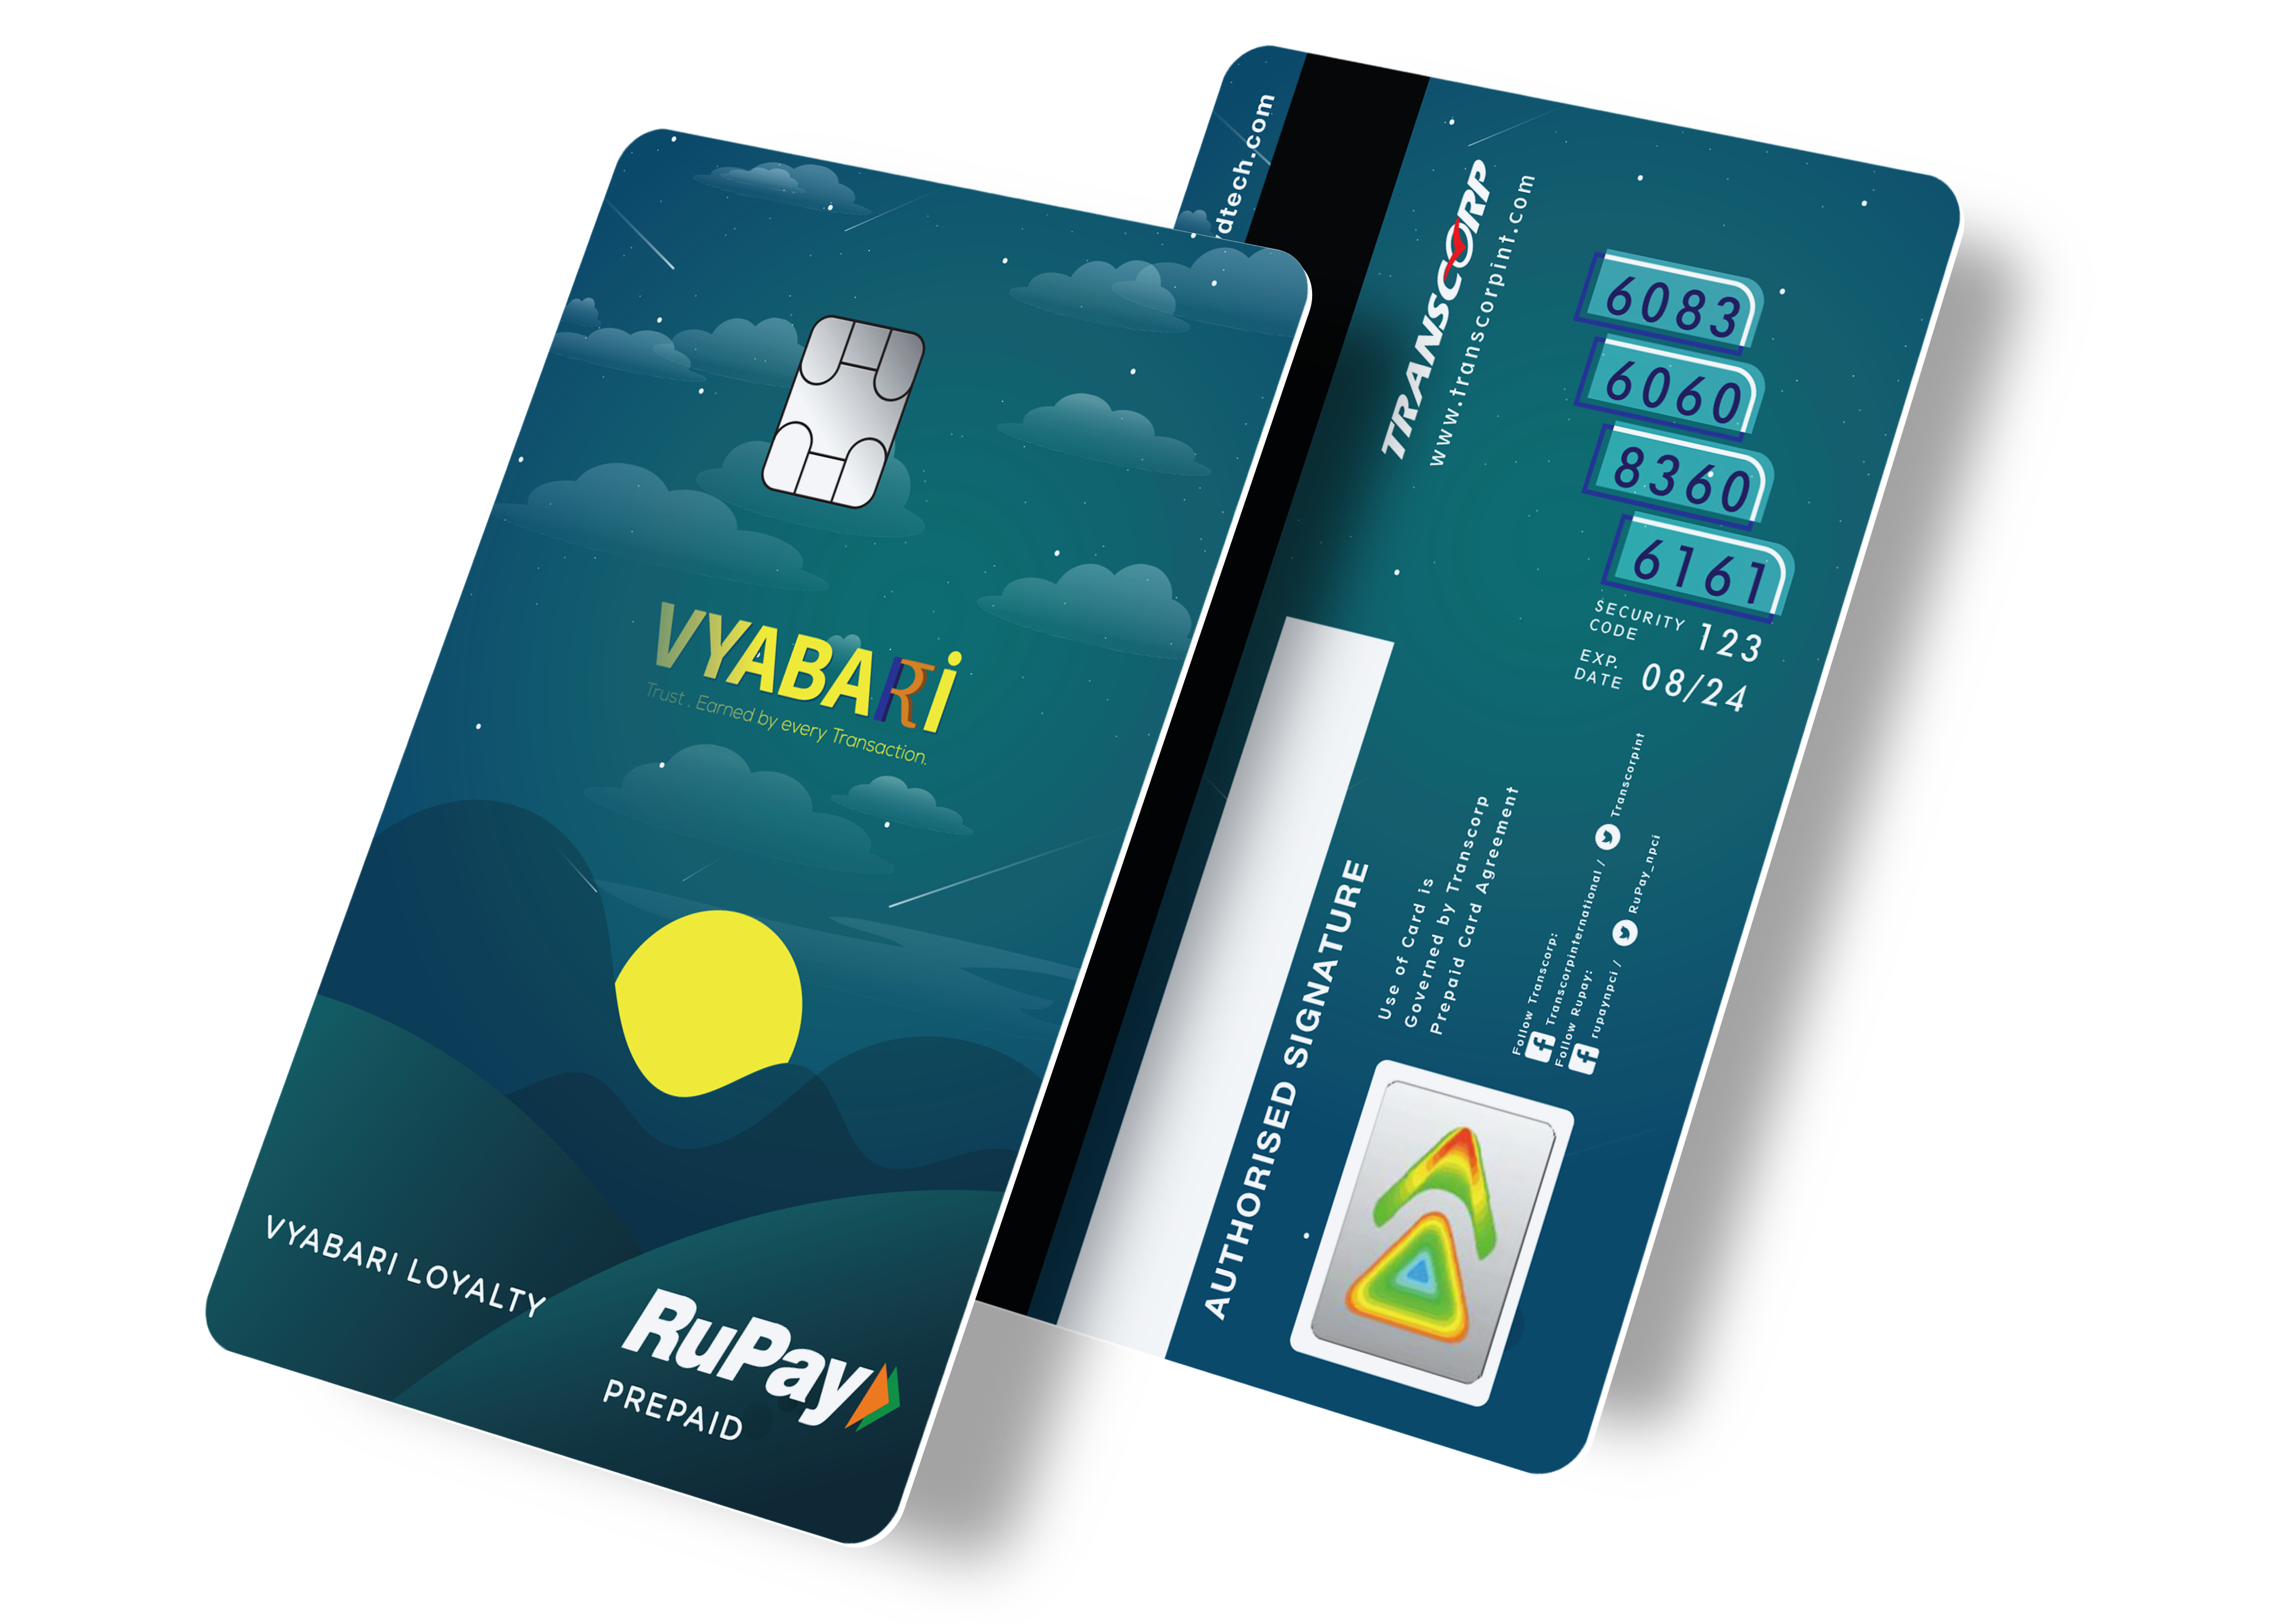 VYABARI
Trust . Earned by every Transaction.
VYABARI LOYALTY
RuPay
PREPAID
TRANSCORP
www.transcorpint.com
6083
6060
8360
6161
SECURITY CODE 123
EXP. DATE 08/24
AUTHORISED SIGNATURE
Use of Card is
Governed by Transcorp
Prepaid Card Agreement
Follow Transcorp:
Transcorpinternational / Transcorpint
Follow Rupay:
rupaynpci / RuPay_npci